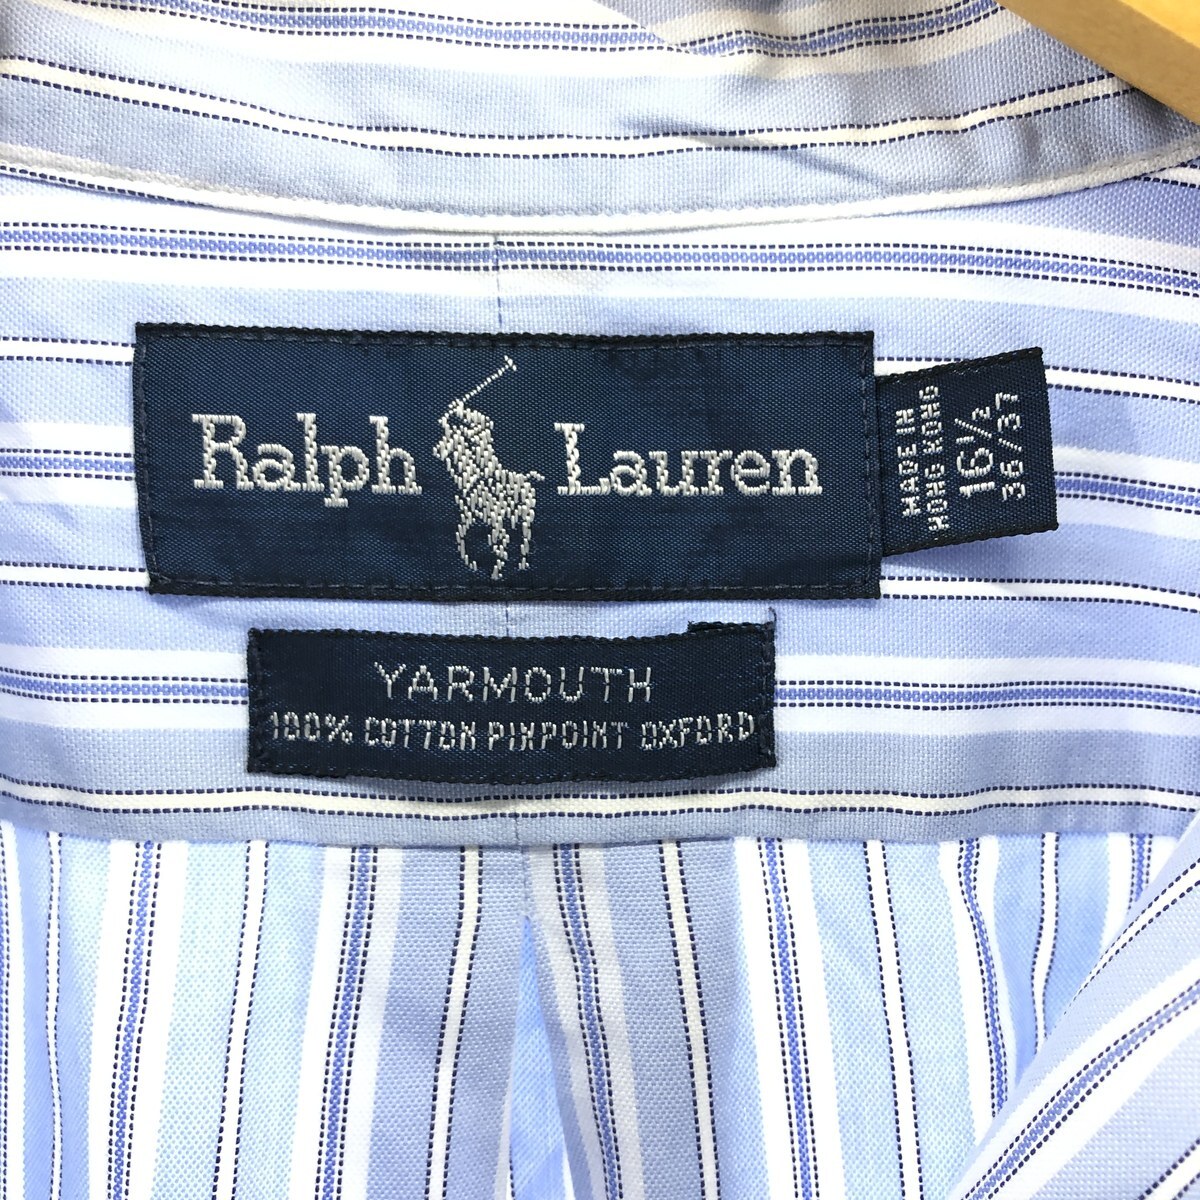 Ralph Lauren
MADE IN
HONG KONG
16 1/2
36/37
YARMOUTH
100% COTTON PINPOINT OXFORD